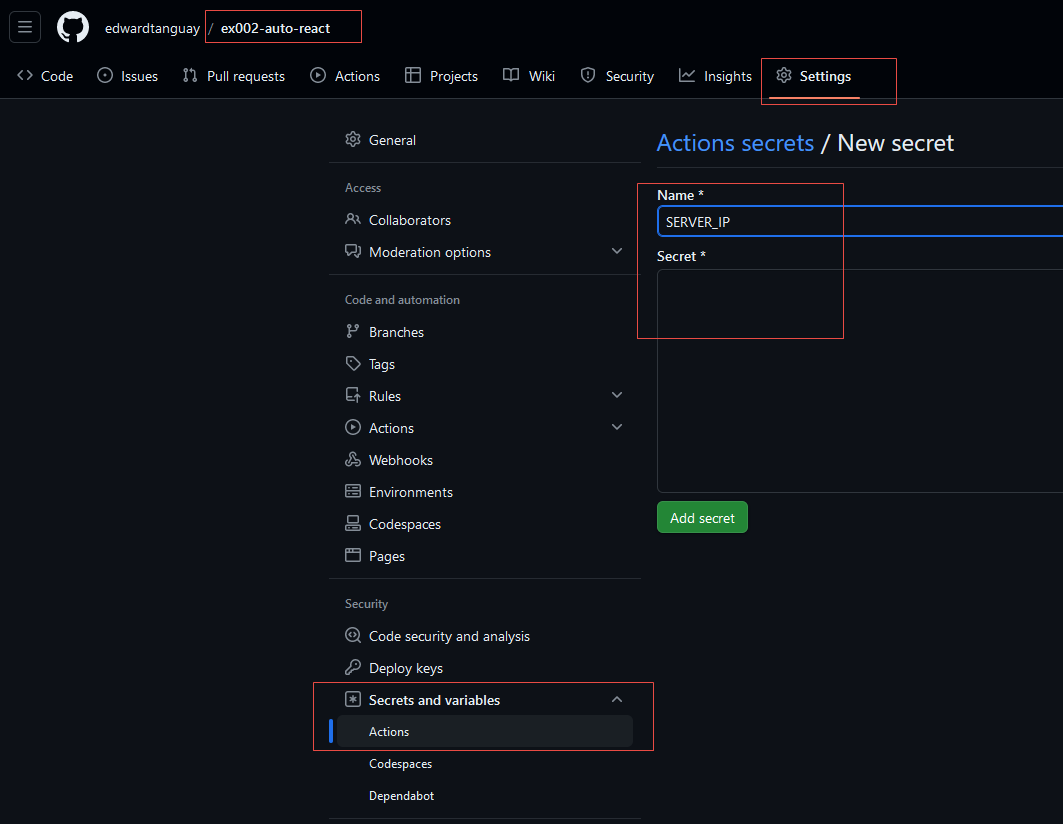 edwardtanguay / ex002-auto-react
Code Issues Pull requests Actions Projects Wiki Security Insights Settings
General
Access
Collaborators
Moderation options
Code and automation
Branches
Tags
Rules
Actions
Webhooks
Environments
Codespaces
Pages
Security
Code security and analysis
Deploy keys
Secrets and variables
Actions
Codespaces
Dependabot
Actions secrets / New secret
Name *
SERVER_IP
Secret *
Add secret